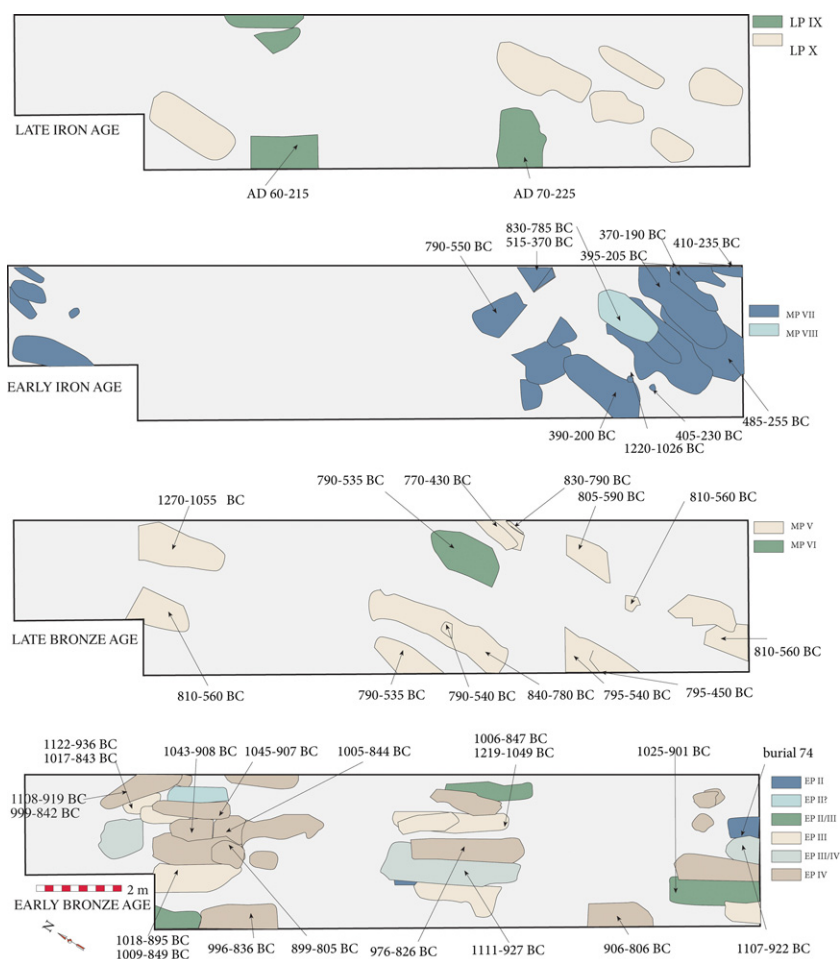 LP IX
LP X
LATE IRON AGE
AD 60-215
AD 70-225
830-785 BC
515-370 BC
370-190 BC
410-235 BC
790-550 BC
395-205 BC
MP VII
MP VIII
EARLY IRON AGE
485-255 BC
390-200 BC
405-230 BC
1220-1026 BC
790-535 BC
770-430 BC
830-790 BC
805-590 BC
810-560 BC
1270-1055 BC
MP V
MP VI
LATE BRONZE AGE
810-560 BC
810-560 BC
790-535 BC
790-540 BC
840-780 BC
795-540 BC
795-450 BC
1006-847 BC
1219-1049 BC
1122-936 BC
1017-843 BC
1043-908 BC
1045-907 BC
1005-844 BC
1025-901 BC
burial 74
1108-919 BC
999-842 BC
EP II
EP II?
EP II/III
EP III
EP III/IV
EP IV
2 m
EARLY BRONZE AGE
N
1018-895 BC
1009-849 BC
996-836 BC
899-805 BC
976-826 BC
1111-927 BC
906-806 BC
1107-922 BC